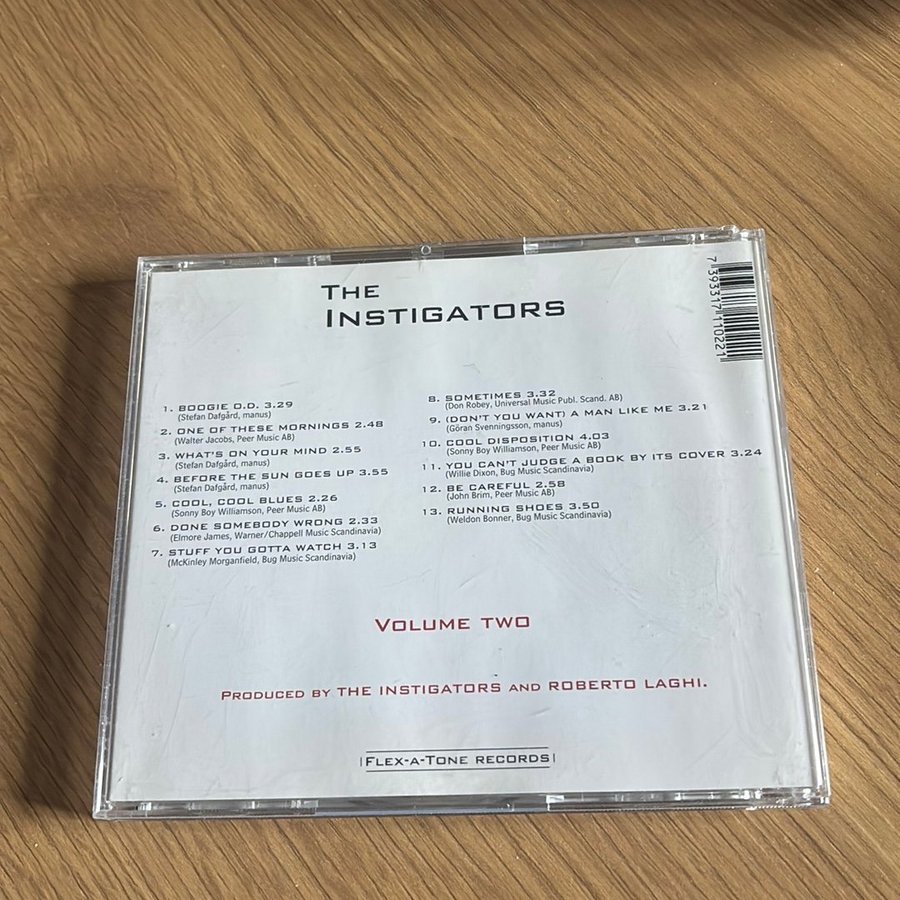 THE
INSTIGATORS
7 393317 110221
1. BOOGIE O.D. 3.29
(Stefan Dafgård, manus)
2. ONE OF THESE MORNINGS 2.48
(Walter Jacobs, Peer Music AB)
3. WHAT'S ON YOUR MIND 2.55
(Stefan Dafgård, manus)
4. BEFORE THE SUN GOES UP 3.55
(Stefan Dafgård, manus)
5. COOL, COOL BLUES 2.26
(Sonny Boy Williamson, Peer Music AB)
6. DONE SOMEBODY WRONG 2.33
(Elmore James, Warner/Chappell Music Scandinavia)
7. STUFF YOU GOTTA WATCH 3.13
(McKinley Morganfield, Bug Music Scandinavia)
8. SOMETIMES 3.32
(Don Robey, Universal Music Publ. Scand. AB)
9. (DON'T YOU WANT) A MAN LIKE ME 3.21
(Göran Svenningsson, manus)
10. COOL DISPOSITION 4.03
(Sonny Boy Williamson, Peer Music AB)
11. YOU CAN'T JUDGE A BOOK BY ITS COVER 3.24
(Willie Dixon, Bug Music Scandinavia)
12. BE CAREFUL 2.58
(John Brim, Peer Music AB)
13. RUNNING SHOES 3.50
(Weldon Bonner, Bug Music Scandinavia)
VOLUME TWO
PRODUCED BY THE INSTIGATORS AND ROBERTO LAGHI.
FLEX-A-TONE RECORDS